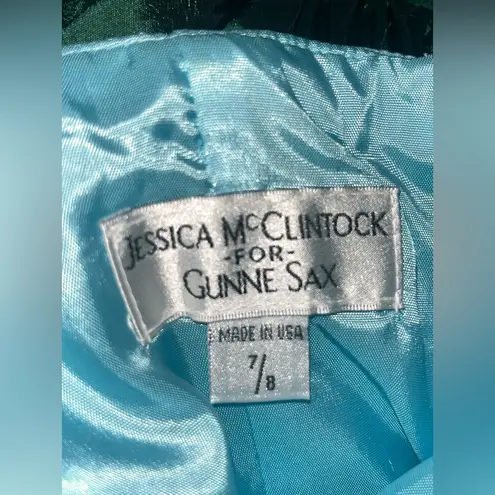 JESSICA McCLINTOCK
-FOR-
GUNNE SAX
MADE IN USA
7/8